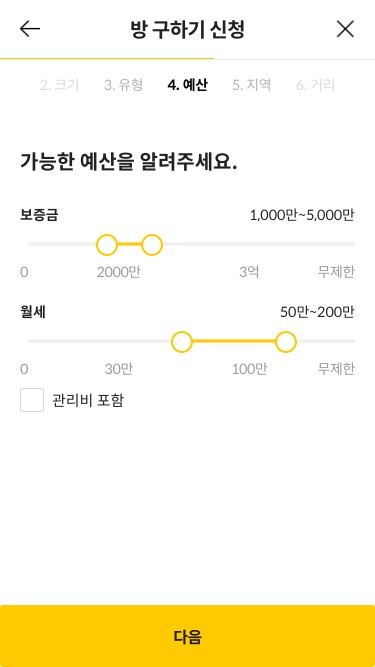 방 구하기 신청
2. 크기 3. 유형 4. 예산 5. 지역 6. 거리
가능한 예산을 알려주세요.
보증금 1,000만~5,000만
0 2000만 3억 무제한
월세 50만~200만
0 30만 100만 무제한
관리비 포함
다음